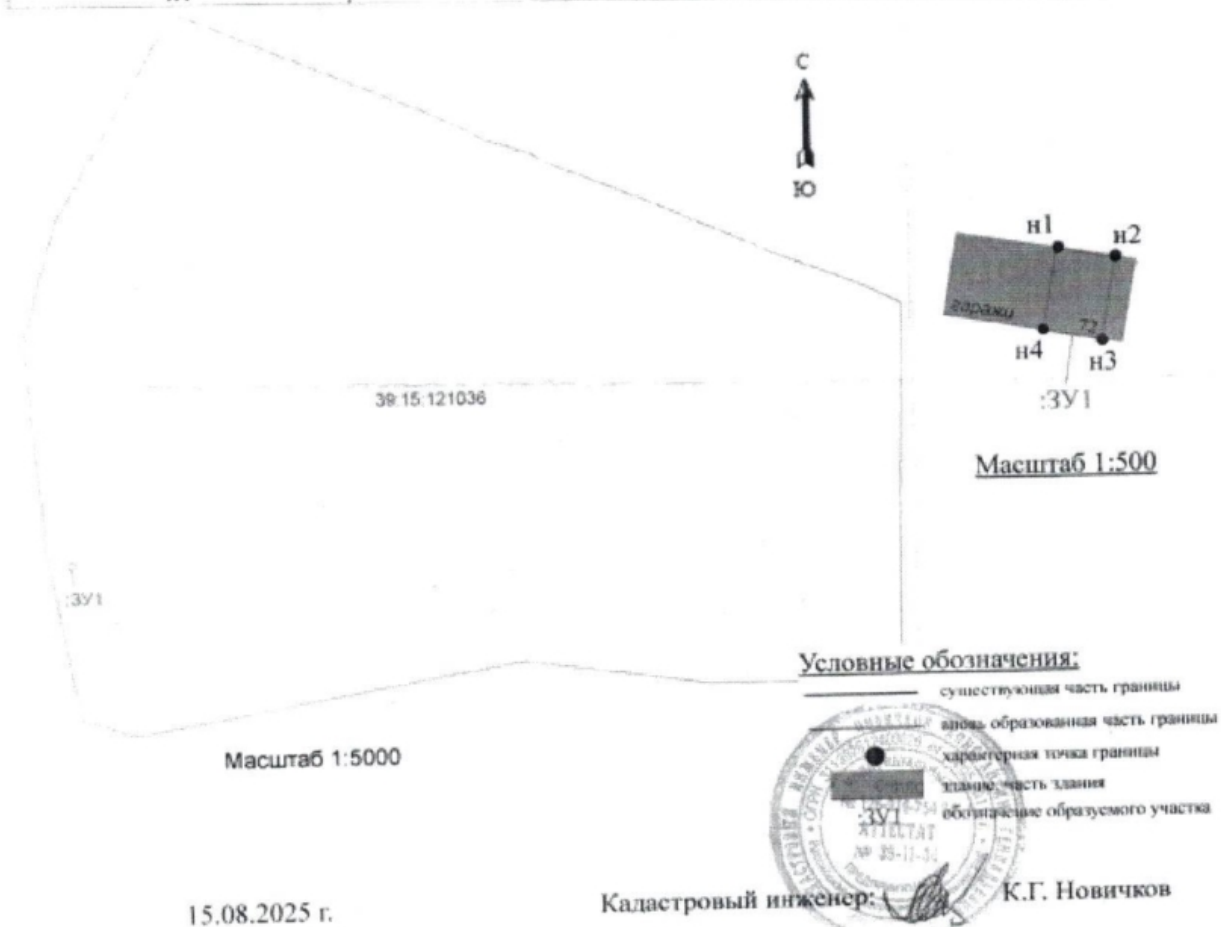 С
Ю
н1
н2
гаражи
72
н4
н3
:ЗУ1
Масштаб 1:500
39:15:121036
:ЗУ1
Масштаб 1:5000
Условные обозначения:
существующая часть границы
вновь образованная часть границы
характерная точка границы
здание, часть здания
:ЗУ1 обозначение образуемого участка
АТТЕСТАТ
15.08.2025 г.
Кадастровый инженер:
К.Г. Новичков